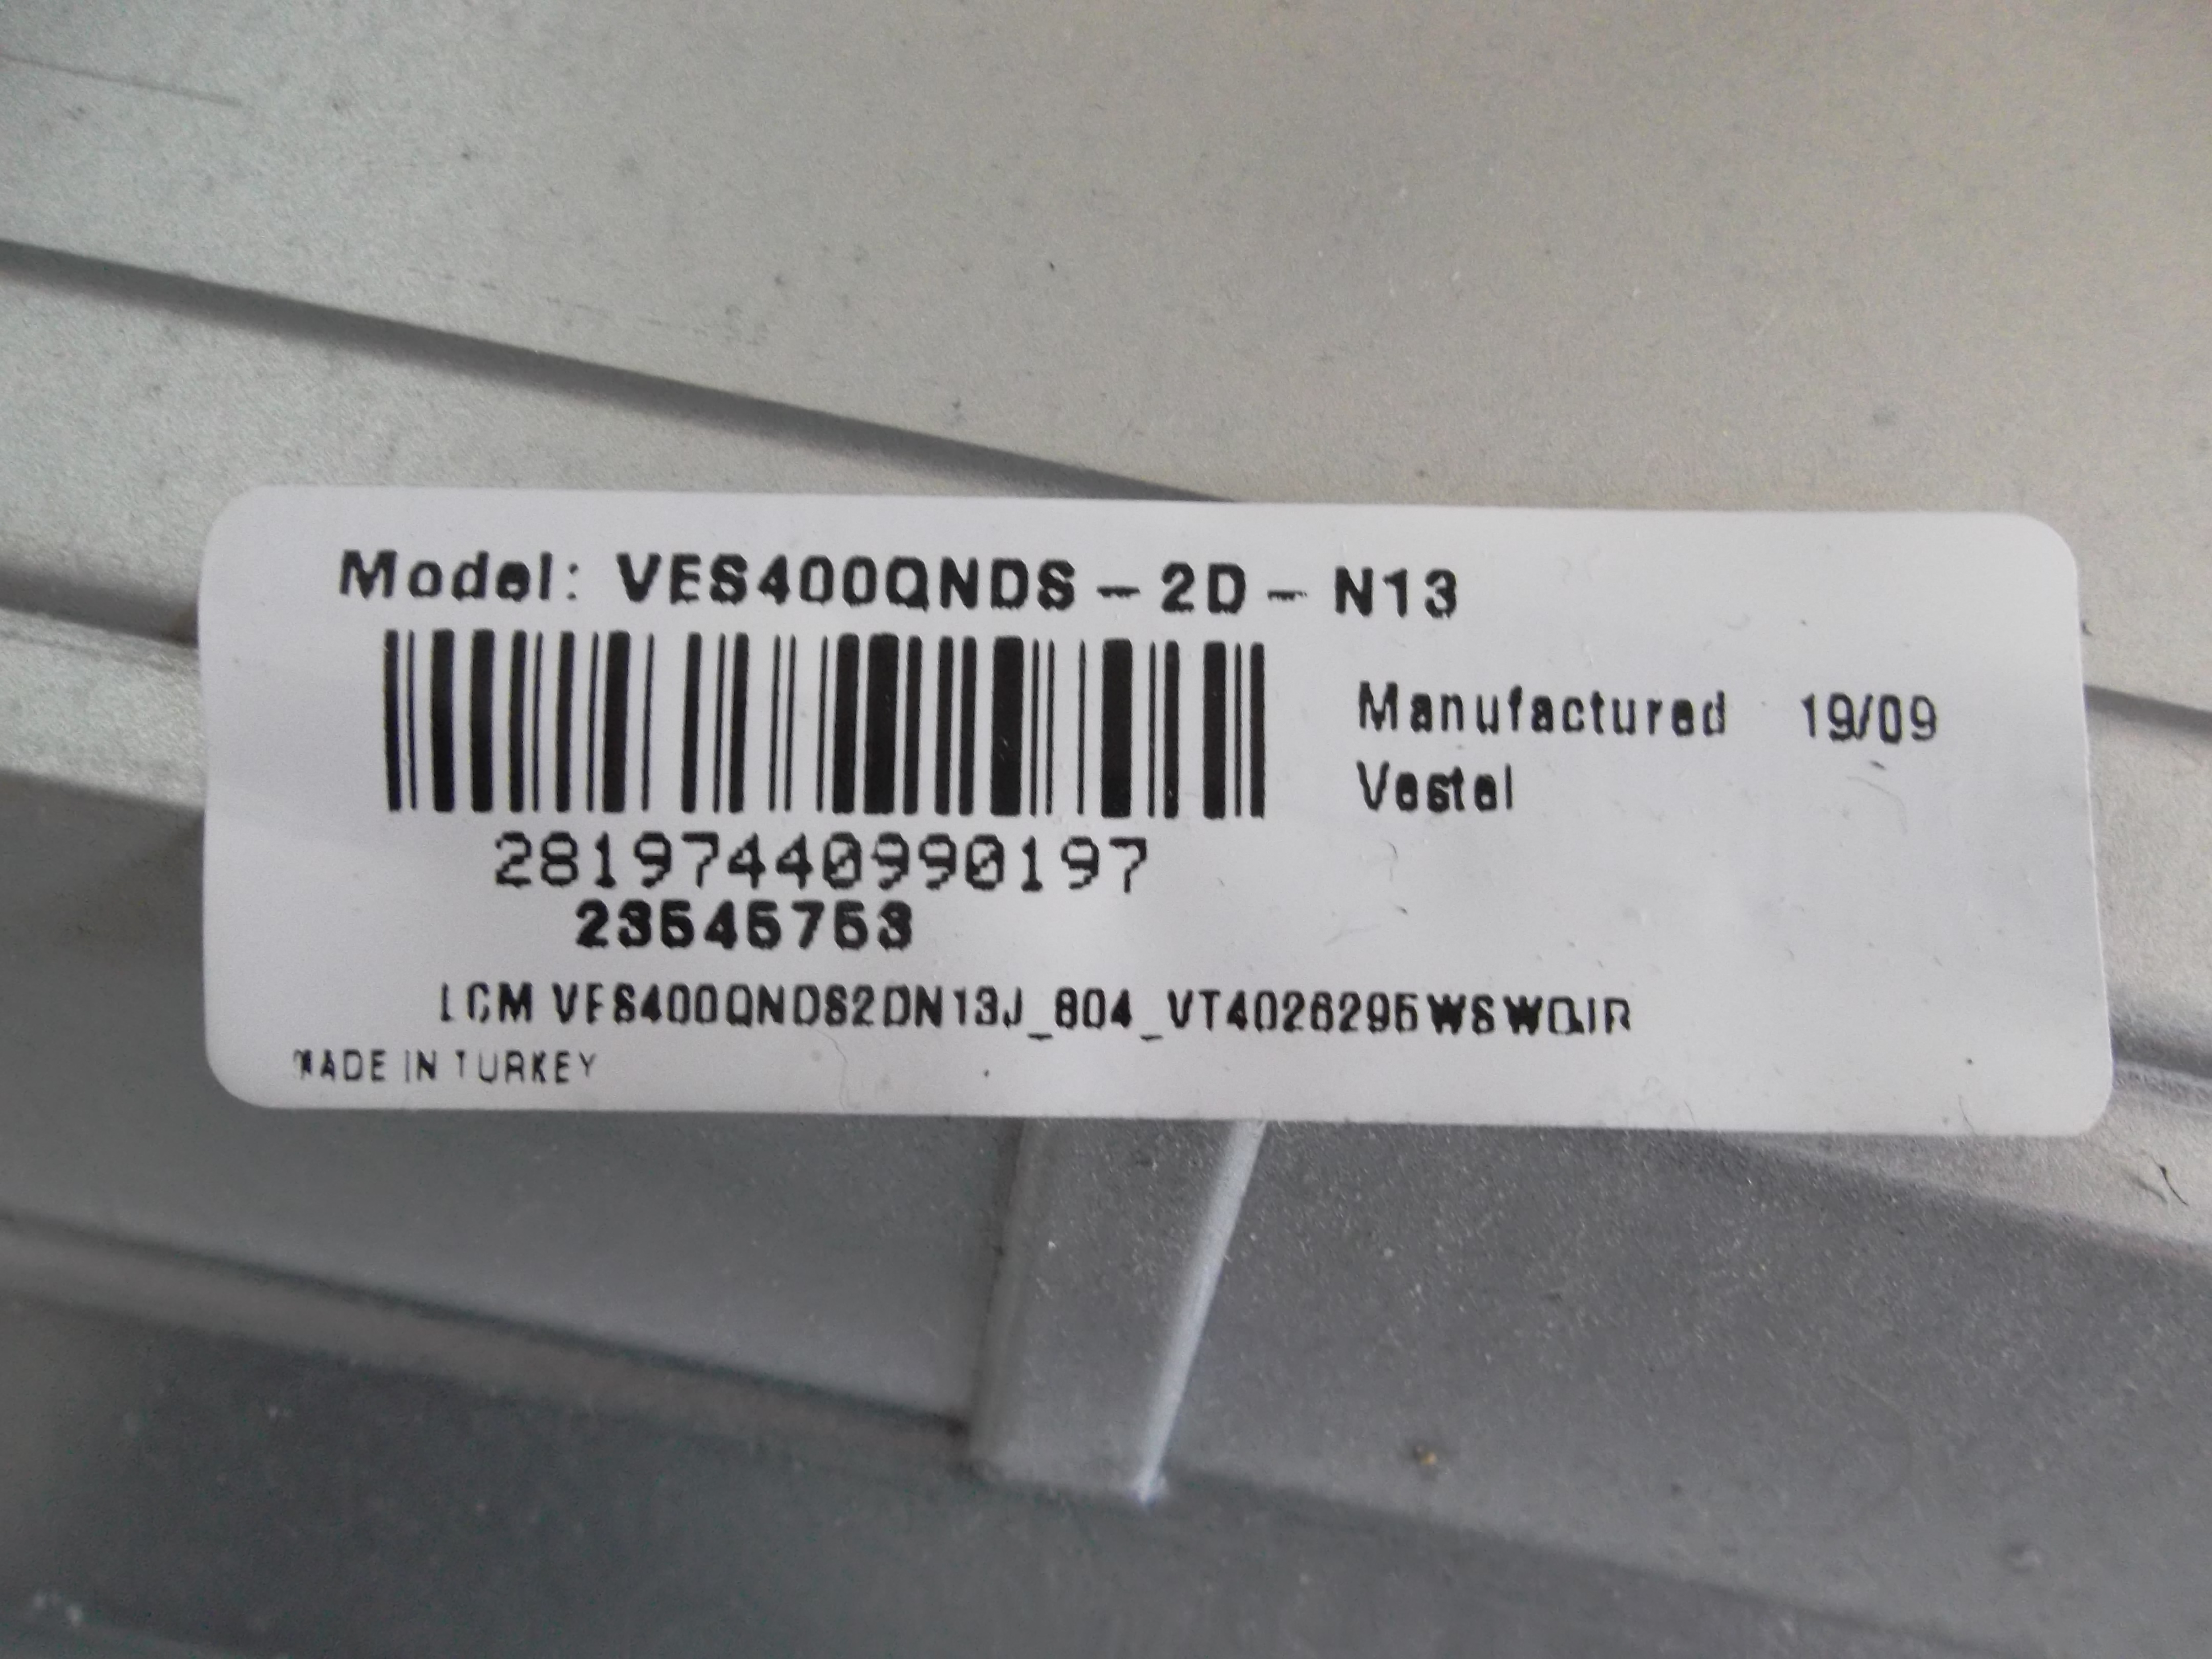 Model: VES400QNDS-2D-N13
Manufactured 19/09
Vestel
28197440990197
23545753
LCM VES400QNDS2DN13J_804_VT4026295WSWQIR
MADE IN TURKEY